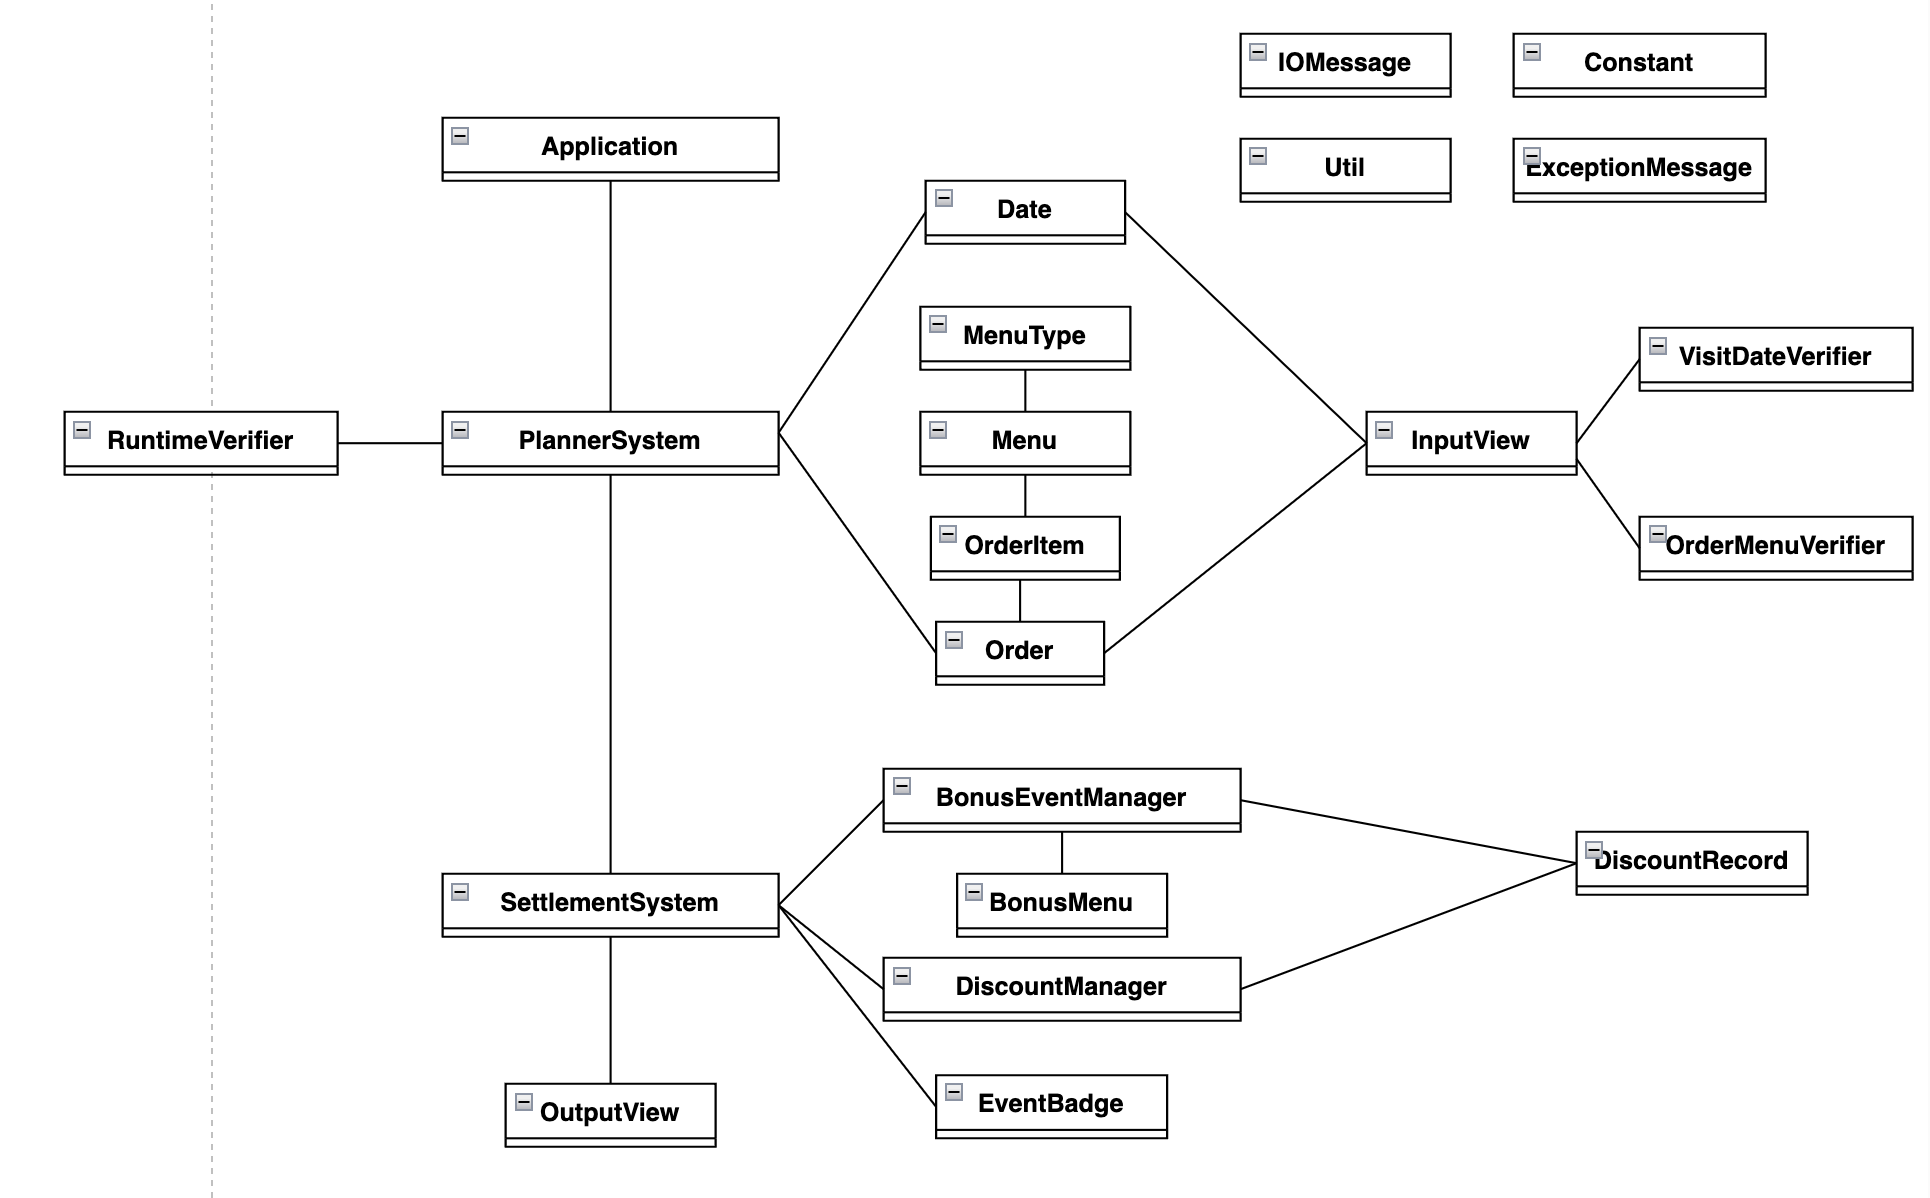 IOMessage
Constant
Application
Util
ExceptionMessage
Date
MenuType
VisitDateVerifier
RuntimeVerifier
PlannerSystem
Menu
InputView
OrderItem
OrderMenuVerifier
Order
BonusEventManager
DiscountRecord
SettlementSystem
BonusMenu
DiscountManager
EventBadge
OutputView